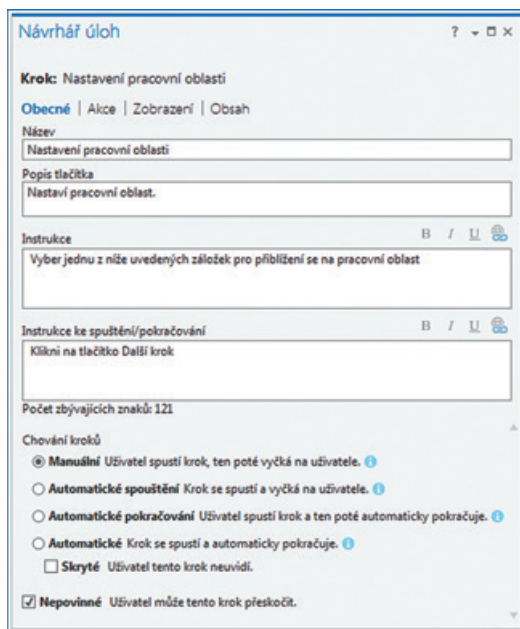 Návrhář úloh ?
Krok: Nastavení pracovní oblasti
Obecné | Akce | Zobrazení | Obsah
Název
Nastavení pracovní oblasti
Popis tlačítka
Nastaví pracovní oblast.
Instrukce B I U
Vyber jednu z níže uvedených záložek pro přiblížení se na pracovní oblast
Instrukce ke spuštění/pokračování B I U
Klikni na tlačítko Další krok
Počet zbývajících znaků: 121
Chování kroků
Manuální Uživatel spustí krok, ten poté vyčká na uživatele.
Automatické spouštění Krok se spustí a vyčká na uživatele.
Automatické pokračování Uživatel spustí krok a ten poté automaticky pokračuje.
Automatické Krok se spustí a automaticky pokračuje.
Skryté Uživatel tento krok neuvidí.
Nepovinné Uživatel může tento krok přeskočit.